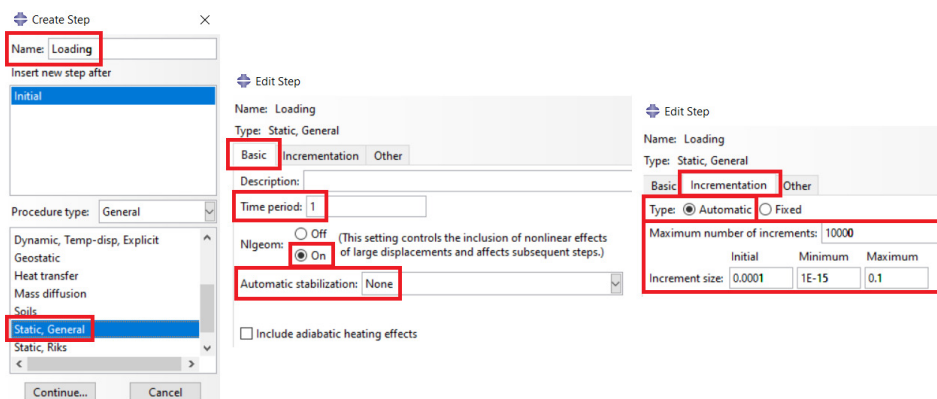 Create Step
Name: Loading
Insert new step after
Initial
Procedure type: General
Dynamic, Temp-disp, Explicit
Geostatic
Heat transfer
Mass diffusion
Soils
Static, General
Static, Riks
Continue... Cancel
Edit Step
Name: Loading
Type: Static, General
Basic Incrementation Other
Description:
Time period: 1
Nlgeom: Off
On
(This setting controls the inclusion of nonlinear effects
of large displacements and affects subsequent steps.)
Automatic stabilization: None
Include adiabatic heating effects
Edit Step
Name: Loading
Type: Static, General
Basic Incrementation Other
Type: Automatic Fixed
Maximum number of increments: 10000
Initial Minimum Maximum
Increment size: 0.0001 1E-15 0.1